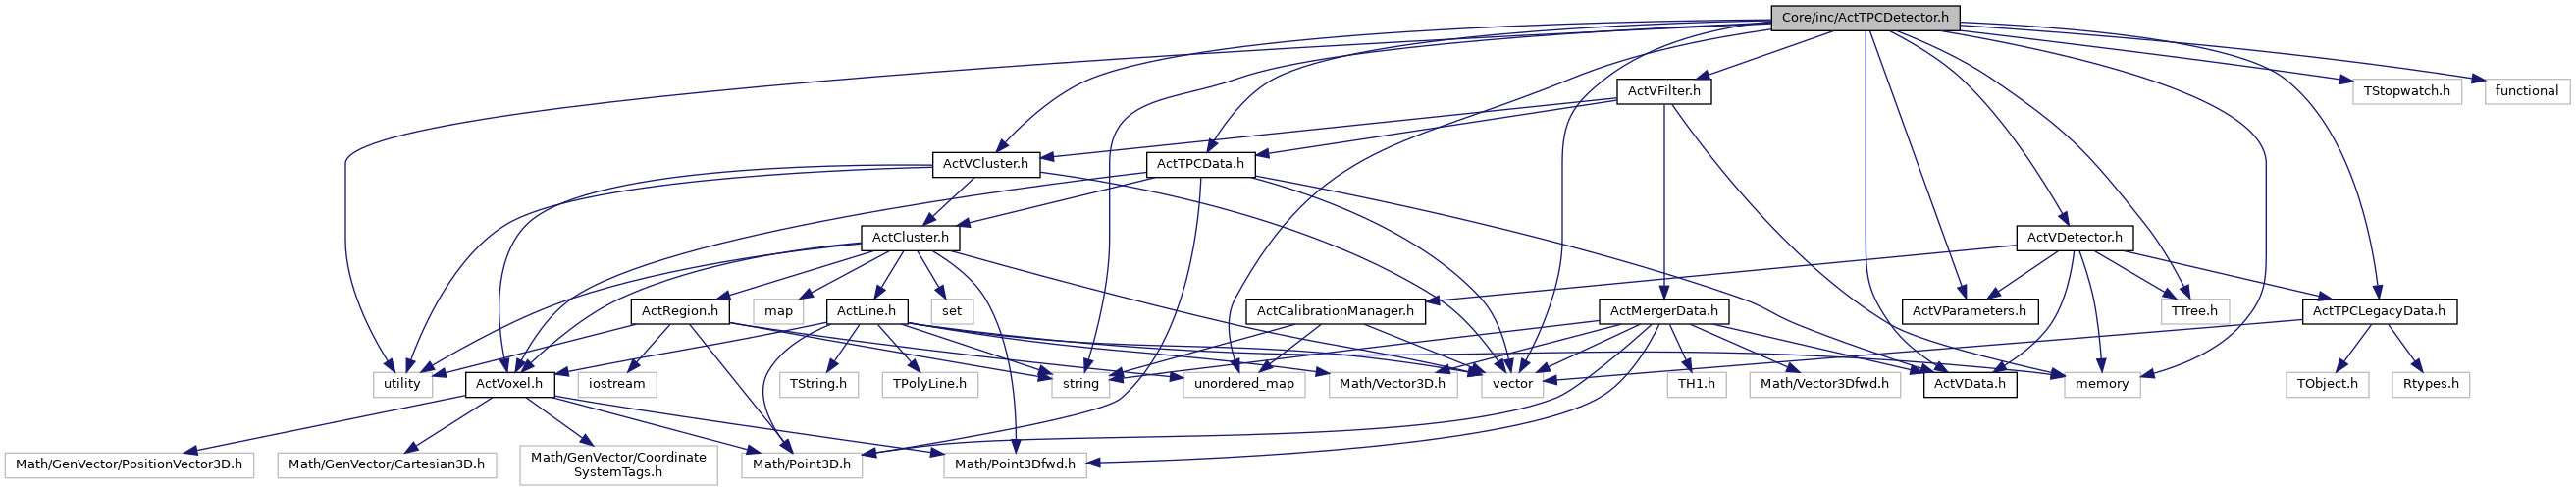 Core/inc/ActTPCDetector.h
ActVFilter.h
TStopwatch.h
functional
ActVCluster.h
ActTPCData.h
ActCluster.h
ActVDetector.h
ActRegion.h
map
ActLine.h
set
ActCalibrationManager.h
ActMergerData.h
ActVParameters.h
TTree.h
ActTPCLegacyData.h
utility
ActVoxel.h
iostream
TString.h
TPolyLine.h
string
unordered_map
Math/Vector3D.h
vector
TH1.h
Math/Vector3Dfwd.h
ActVData.h
memory
TObject.h
Rtypes.h
Math/GenVector/PositionVector3D.h
Math/GenVector/Cartesian3D.h
Math/GenVector/Coordinate
SystemTags.h
Math/Point3D.h
Math/Point3Dfwd.h